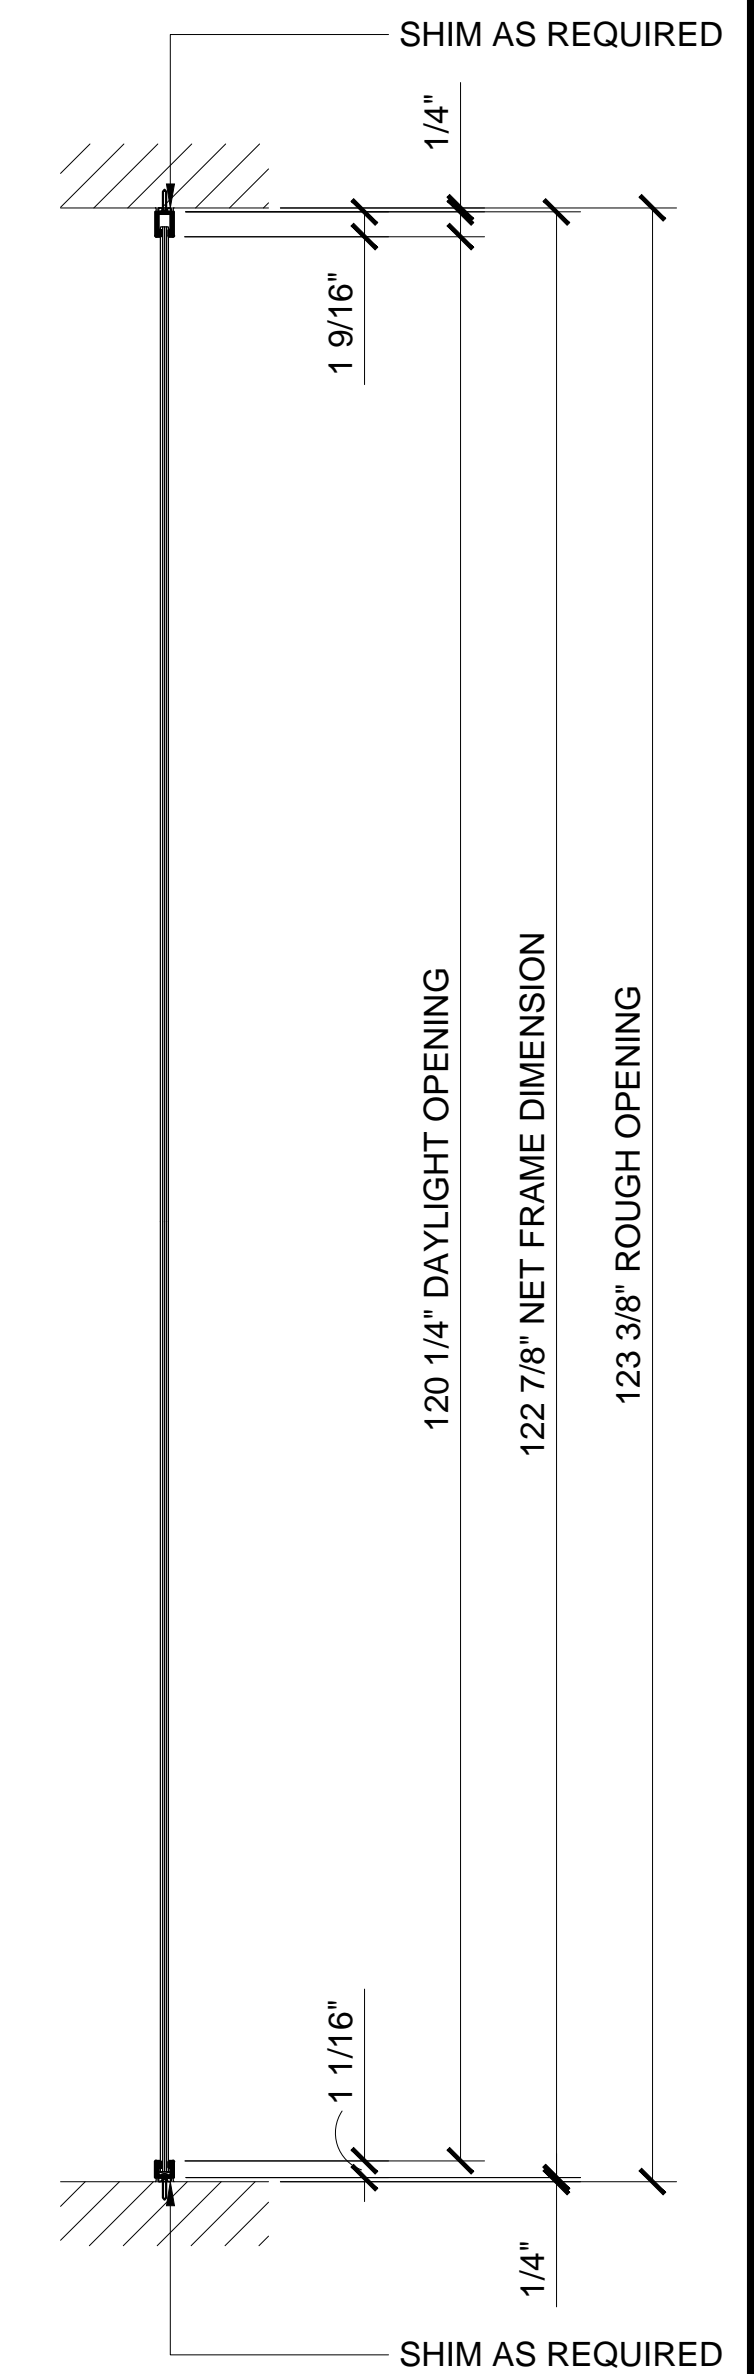 SHIM AS REQUIRED
1/4"
1 9/16"
120 1/4" DAYLIGHT OPENING
122 7/8" NET FRAME DIMENSION
123 3/8" ROUGH OPENING
1 1/16"
1/4"
SHIM AS REQUIRED